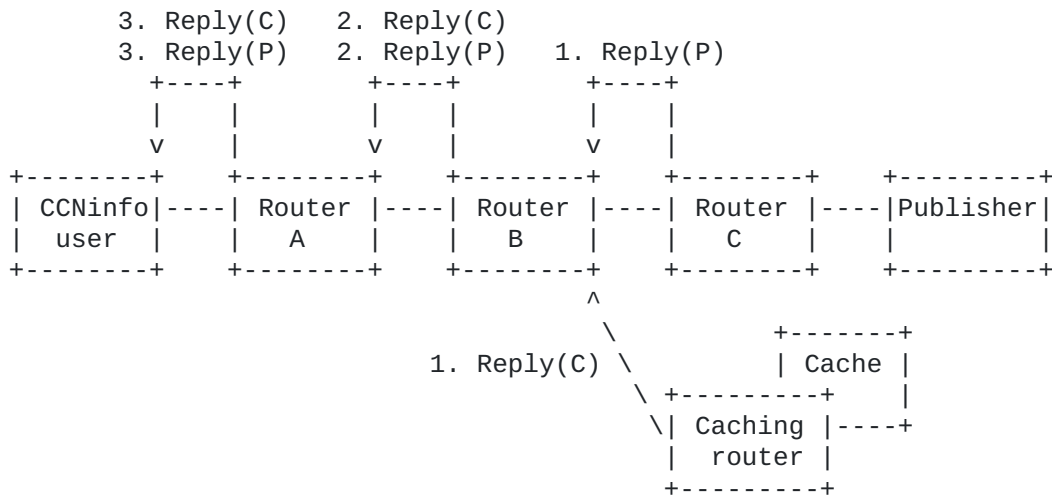 3. Reply(C)   2. Reply(C)
3. Reply(P)   2. Reply(P)   1. Reply(P)
CCNinfo   Router   Router   Router   Publisher
user   A   B   C
Cache
1. Reply(C)
Caching
router